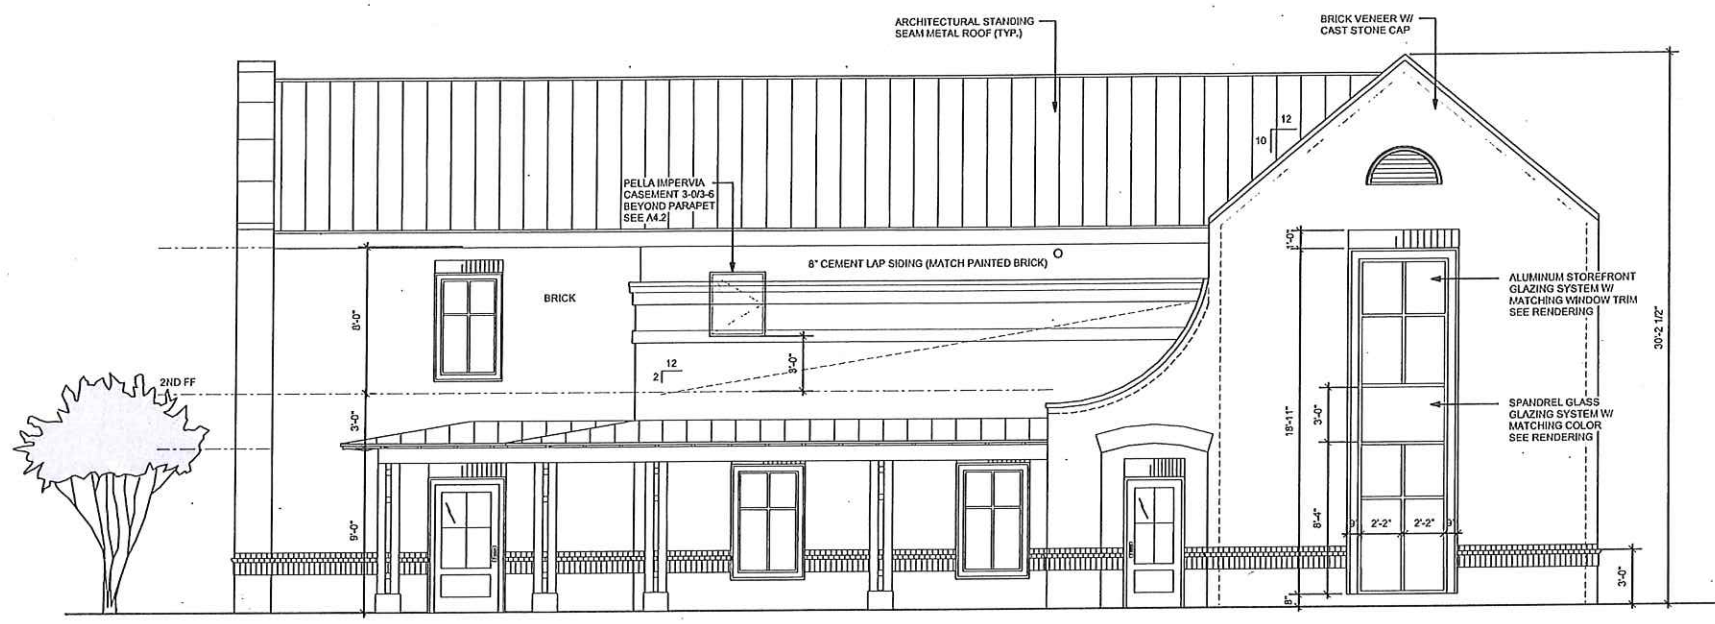 ARCHITECTURAL STANDING
SEAM METAL ROOF (TYP.)
BRICK VENEER W/
CAST STONE CAP
12
10
PELLA IMPERVIA
CASEMENT 3-0/3-6
BEYOND PARAPET
SEE A4.2
8" CEMENT LAP SIDING (MATCH PAINTED BRICK)
BRICK
1'-0"
ALUMINUM STOREFRONT
GLAZING SYSTEM W/
MATCHING WINDOW TRIM
SEE RENDERING
30'-2 1/2"
8'-0"
12
2
3'-0"
2ND FF
3'-0"
18'-11"
3'-0"
SPANDREL GLASS
GLAZING SYSTEM W/
MATCHING COLOR
SEE RENDERING
9'-0"
8'-4"
9"
2'-2"
2'-2"
9"
3'-0"
8"